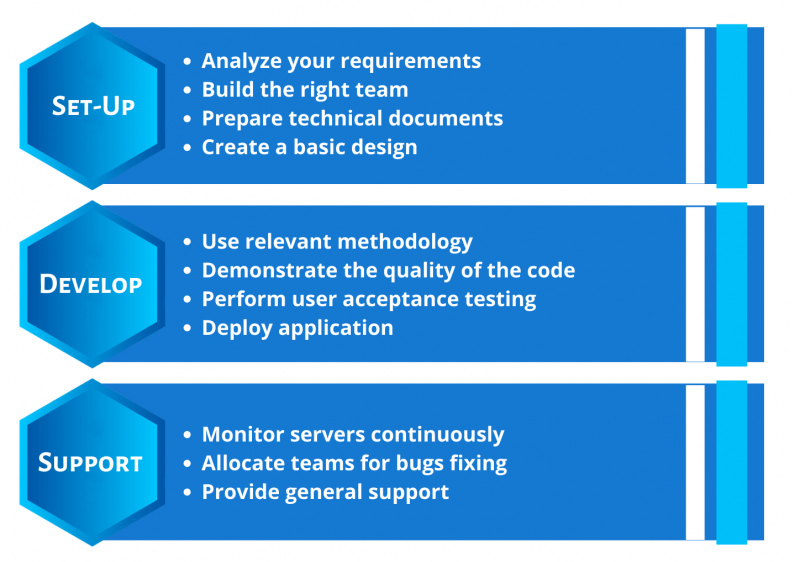 Set-Up
• Analyze your requirements
• Build the right team
• Prepare technical documents
• Create a basic design
Develop
• Use relevant methodology
• Demonstrate the quality of the code
• Perform user acceptance testing
• Deploy application
Support
• Monitor servers continuously
• Allocate teams for bugs fixing
• Provide general support